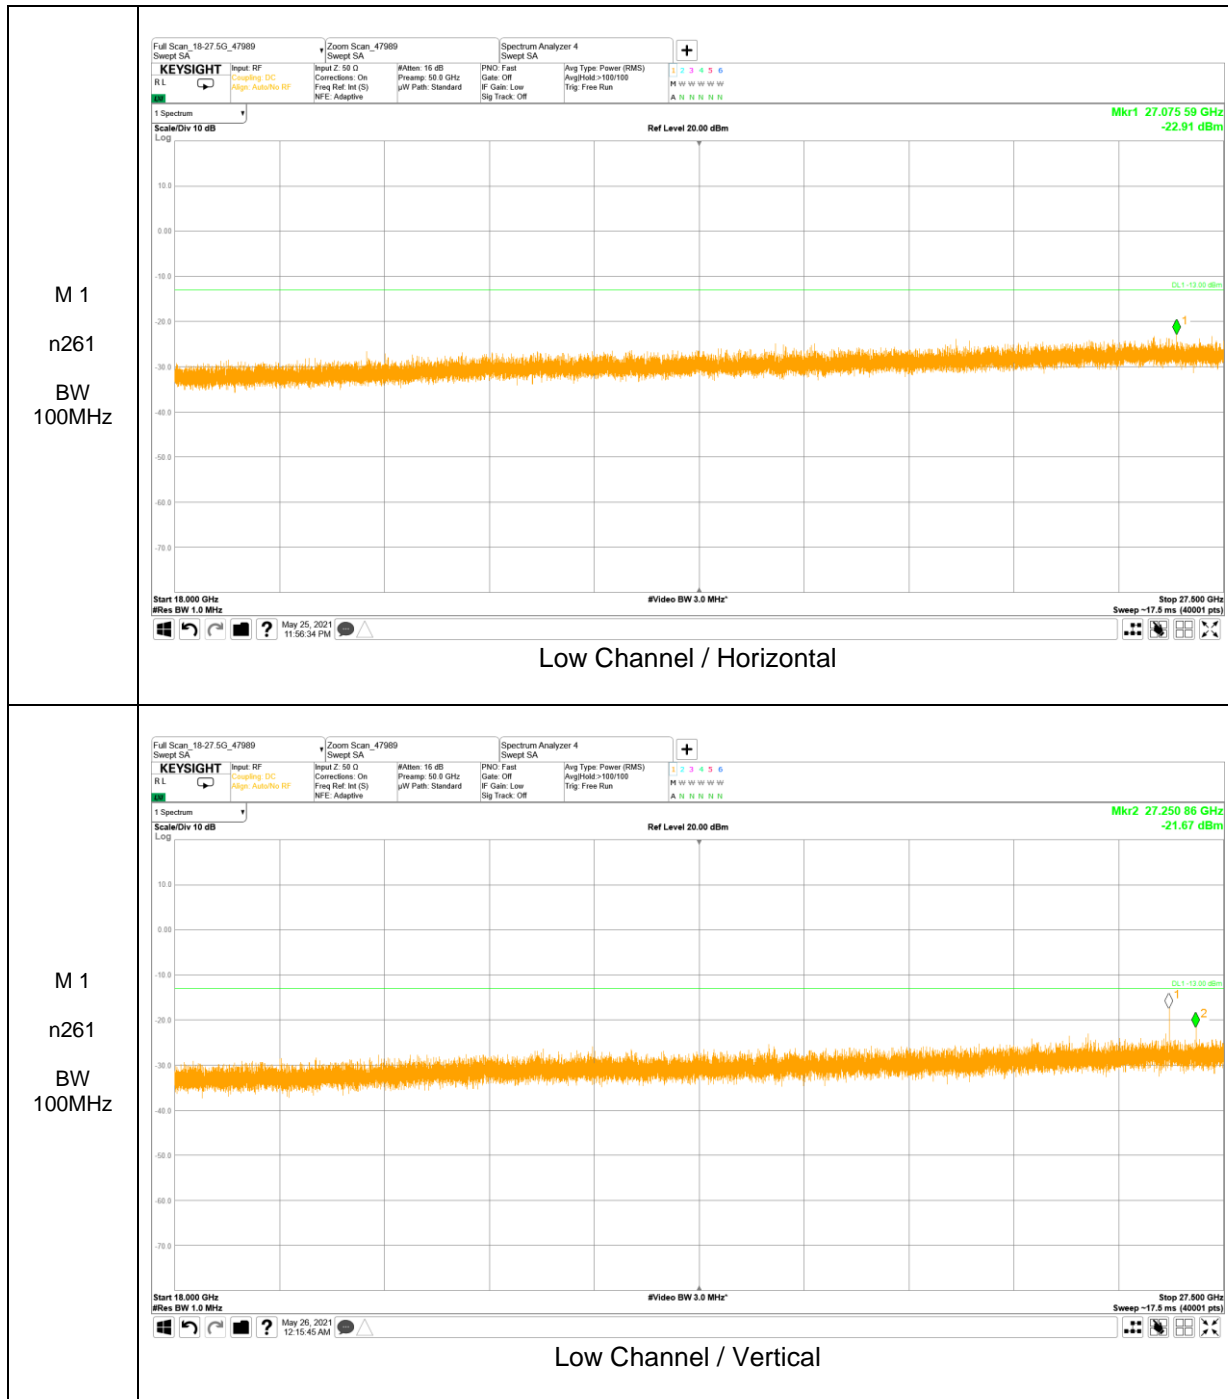 M 1
n261
BW
100MHz
Full Scan_18-27.5G_47989
Swept SA
Zoom Scan_47989
Swept SA
Spectrum Analyzer 4
Swept SA
+
KEYSIGHT
R L
Input: RF
Coupling: DC
Align: Auto/No RF
Input Z: 50 Ω
Corrections: On
Freq Ref: Int (S)
NFE: Adaptive
#Atten: 16 dB
Preamp: 50.0 GHz
µW Path: Standard
PNO: Fast
Gate: Off
IF Gain: Low
Sig Track: Off
Avg Type: Power (RMS)
Avg|Hold:>100/100
Trig: Free Run
1 2 3 4 5 6
M W W W W W
A N N N N N
1 Spectrum
Scale/Div 10 dB
Log
Ref Level 20.00 dBm
Mkr1 27.075 59 GHz
-22.91 dBm
10.0
0.00
-10.0
DL1 -13.00 dBm
-20.0
1
-30.0
-40.0
-50.0
-60.0
-70.0
Start 18.000 GHz
#Video BW 3.0 MHz*
Stop 27.500 GHz
#Res BW 1.0 MHz
Sweep ~17.5 ms (40001 pts)
?
May 25, 2021
11:56:34 PM
Low Channel / Horizontal
M 1
n261
BW
100MHz
Full Scan_18-27.5G_47989
Swept SA
Zoom Scan_47989
Swept SA
Spectrum Analyzer 4
Swept SA
+
KEYSIGHT
R L
Input: RF
Coupling: DC
Align: Auto/No RF
Input Z: 50 Ω
Corrections: On
Freq Ref: Int (S)
NFE: Adaptive
#Atten: 16 dB
Preamp: 50.0 GHz
µW Path: Standard
PNO: Fast
Gate: Off
IF Gain: Low
Sig Track: Off
Avg Type: Power (RMS)
Avg|Hold:>100/100
Trig: Free Run
1 2 3 4 5 6
M W W W W W
A N N N N N
1 Spectrum
Scale/Div 10 dB
Log
Ref Level 20.00 dBm
Mkr2 27.250 86 GHz
-21.67 dBm
10.0
0.00
-10.0
DL1 -13.00 dBm
1
-20.0
2
-30.0
-40.0
-50.0
-60.0
-70.0
Start 18.000 GHz
#Video BW 3.0 MHz*
Stop 27.500 GHz
#Res BW 1.0 MHz
Sweep ~17.5 ms (40001 pts)
?
May 26, 2021
12:15:45 AM
Low Channel / Vertical